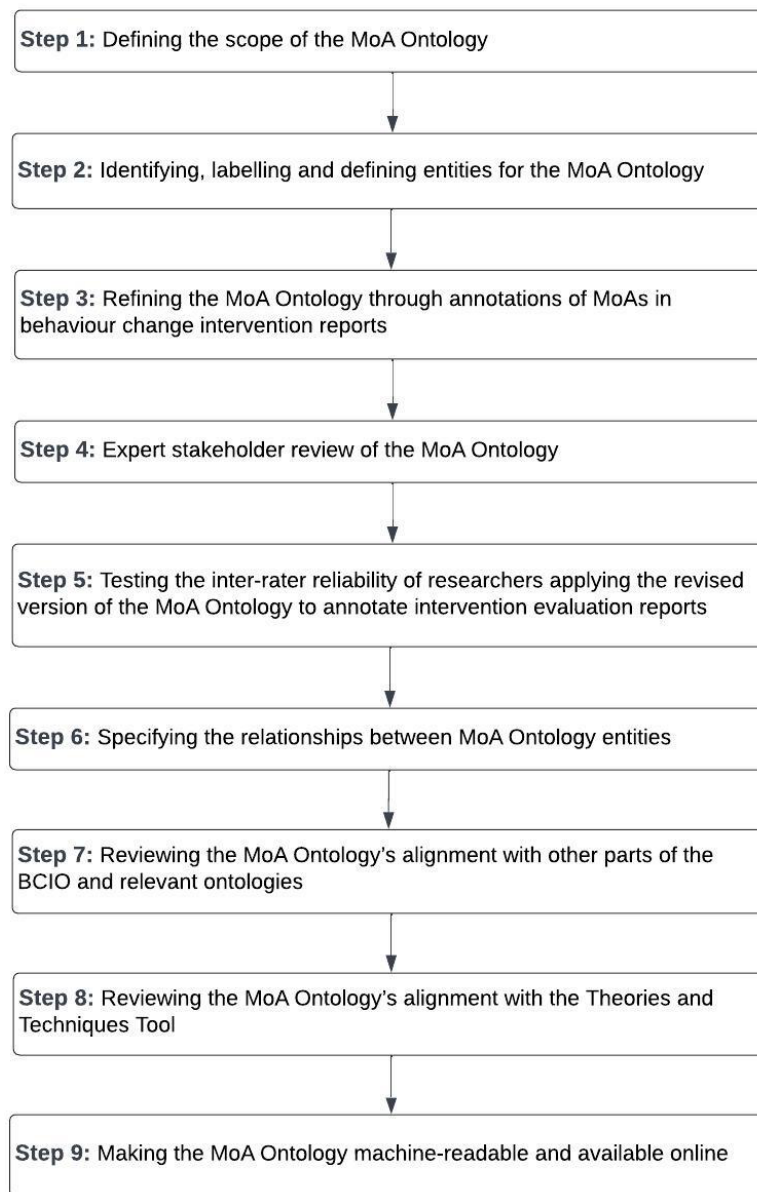 Step 1: Defining the scope of the MoA Ontology
Step 2: Identifying, labelling and defining entities for the MoA Ontology
Step 3: Refining the MoA Ontology through annotations of MoAs in
behaviour change intervention reports
Step 4: Expert stakeholder review of the MoA Ontology
Step 5: Testing the inter-rater reliability of researchers applying the revised
version of the MoA Ontology to annotate intervention evaluation reports
Step 6: Specifying the relationships between MoA Ontology entities
Step 7: Reviewing the MoA Ontology’s alignment with other parts of the
BCIO and relevant ontologies
Step 8: Reviewing the MoA Ontology’s alignment with the Theories and
Techniques Tool
Step 9: Making the MoA Ontology machine-readable and available online